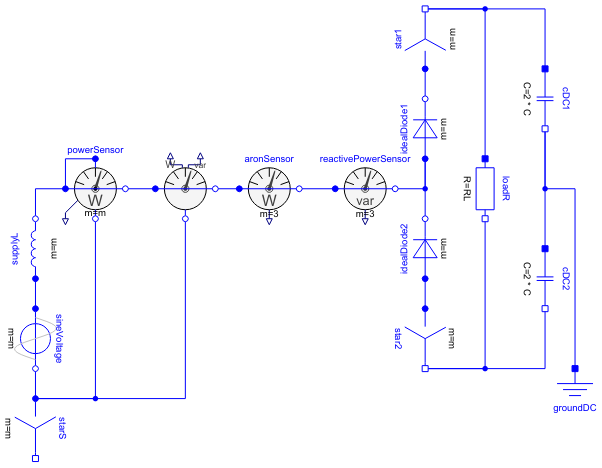 star1
m=m
cDC1
C=2 * C
idealDiode1
m=m
powerSensor
W
m=m
W
var
aronSensor
W
m=3
reactivePowerSensor
var
m=3
loadR
R=RL
supplyL
m=m
idealDiode2
m=m
cDC2
C=2 * C
sineVoltage
m=m
star2
m=m
groundDC
starS
m=m